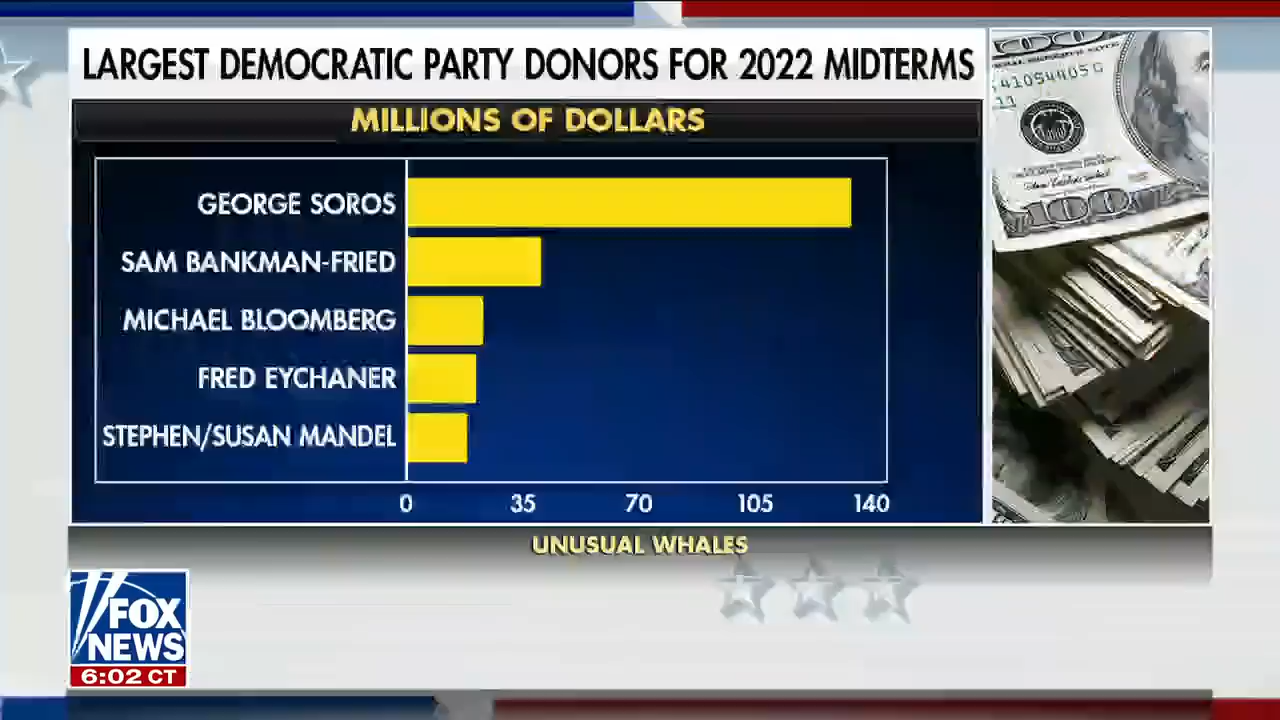 LARGEST DEMOCRATIC PARTY DONORS FOR 2022 MIDTERMS
MILLIONS OF DOLLARS
GEORGE SOROS
SAM BANKMAN-FRIED
MICHAEL BLOOMBERG
FRED EYCHANER
STEPHEN/SUSAN MANDEL
0 35 70 105 140
UNUSUAL WHALES
FOX
NEWS
6:02 CT
100